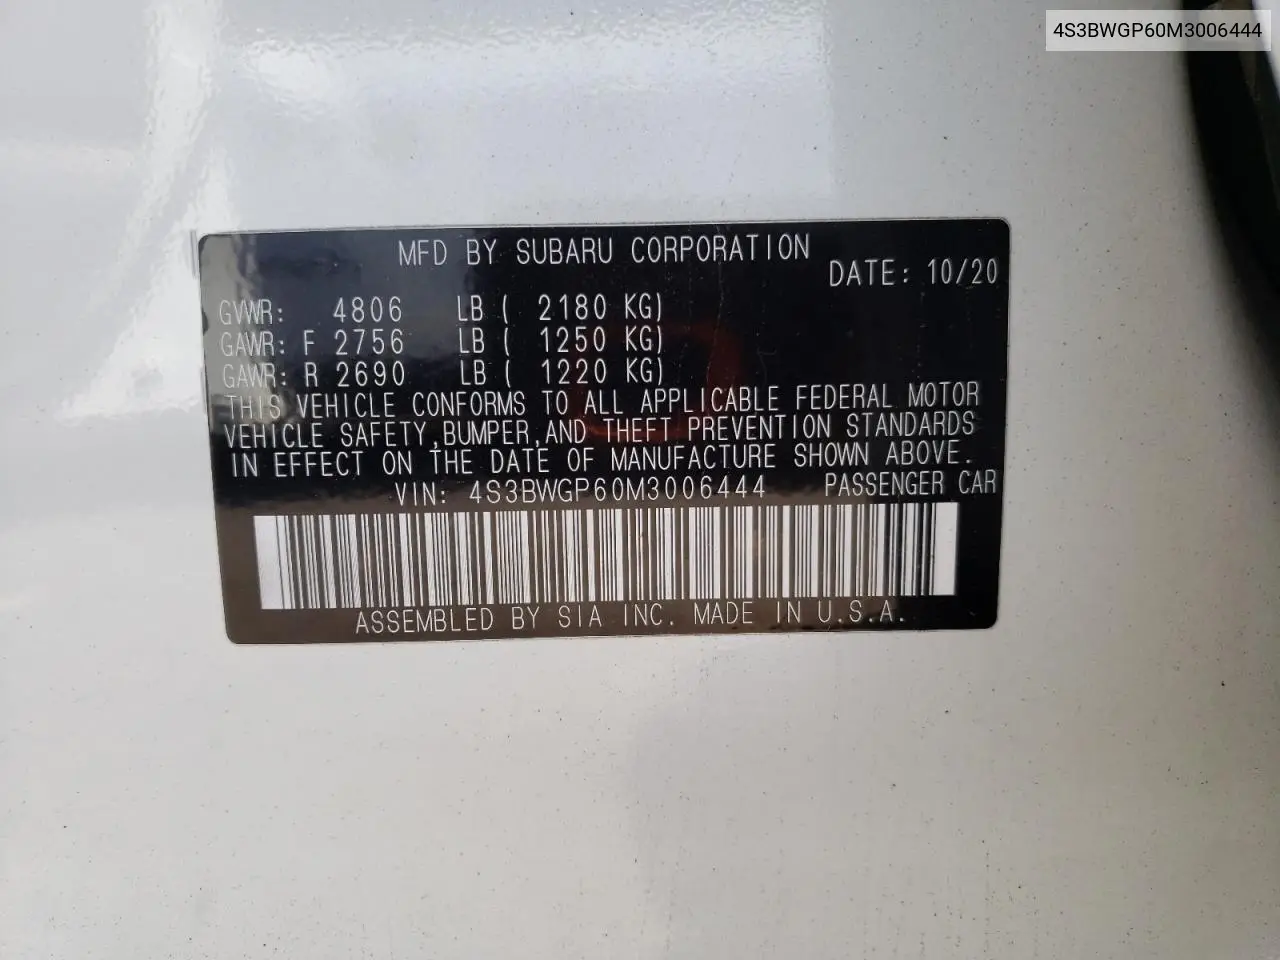 4S3BWGP60M3006444
MFD BY SUBARU CORPORATION
DATE: 10/20
GVWR: 4806 LB ( 2180 KG)
GAWR: F 2756 LB ( 1250 KG)
GAWR: R 2690 LB ( 1220 KG)
THIS VEHICLE CONFORMS TO ALL APPLICABLE FEDERAL MOTOR
VEHICLE SAFETY,BUMPER,AND THEFT PREVENTION STANDARDS
IN EFFECT ON THE DATE OF MANUFACTURE SHOWN ABOVE.
VIN: 4S3BWGP60M3006444 PASSENGER CAR
ASSEMBLED BY SIA INC. MADE IN U.S.A.